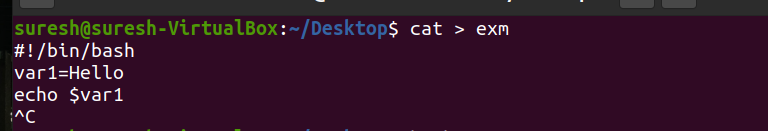 suresh@suresh-VirtualBox:~/Desktop$ cat > exm
#!/bin/bash
var1=Hello
echo $var1
^C